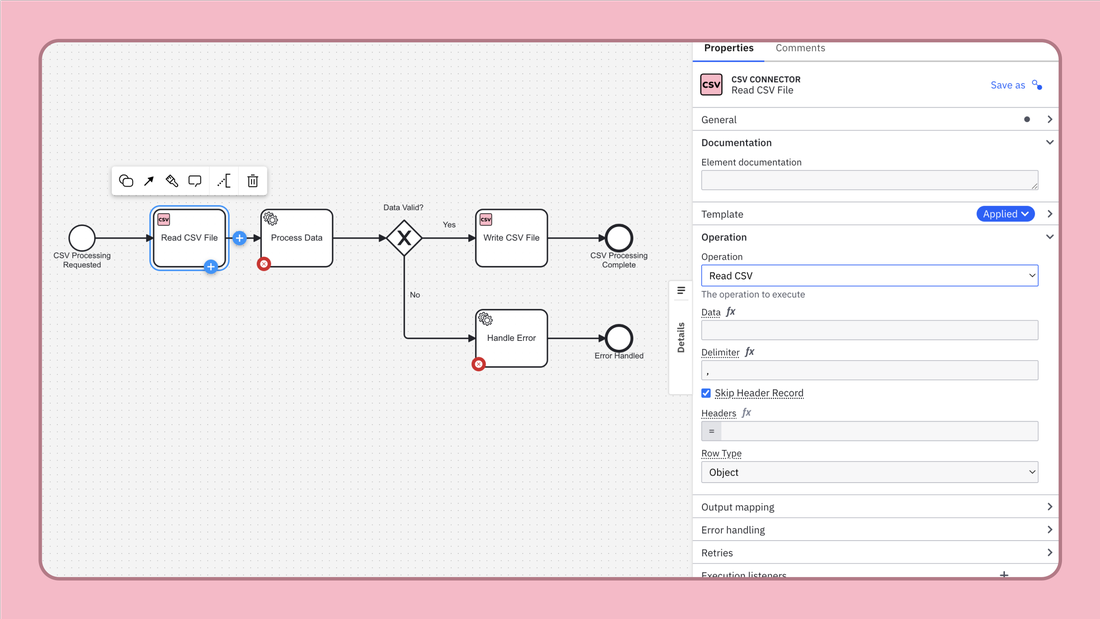 Properties
Comments
CSV
CSV CONNECTOR
Read CSV File
Save as
General
Documentation
Element documentation
Template
Applied
Operation
Operation
Read CSV
The operation to execute
Data fx
Delimiter fx
,
Skip Header Record
Headers fx
=
Row Type
Object
Output mapping
Error handling
Retries
Execution listeners
Details
CSV Processing
Requested
CSV
Read CSV File
Process Data
Data Valid?
Yes
No
CSV
Write CSV File
CSV Processing
Complete
Handle Error
Error Handled